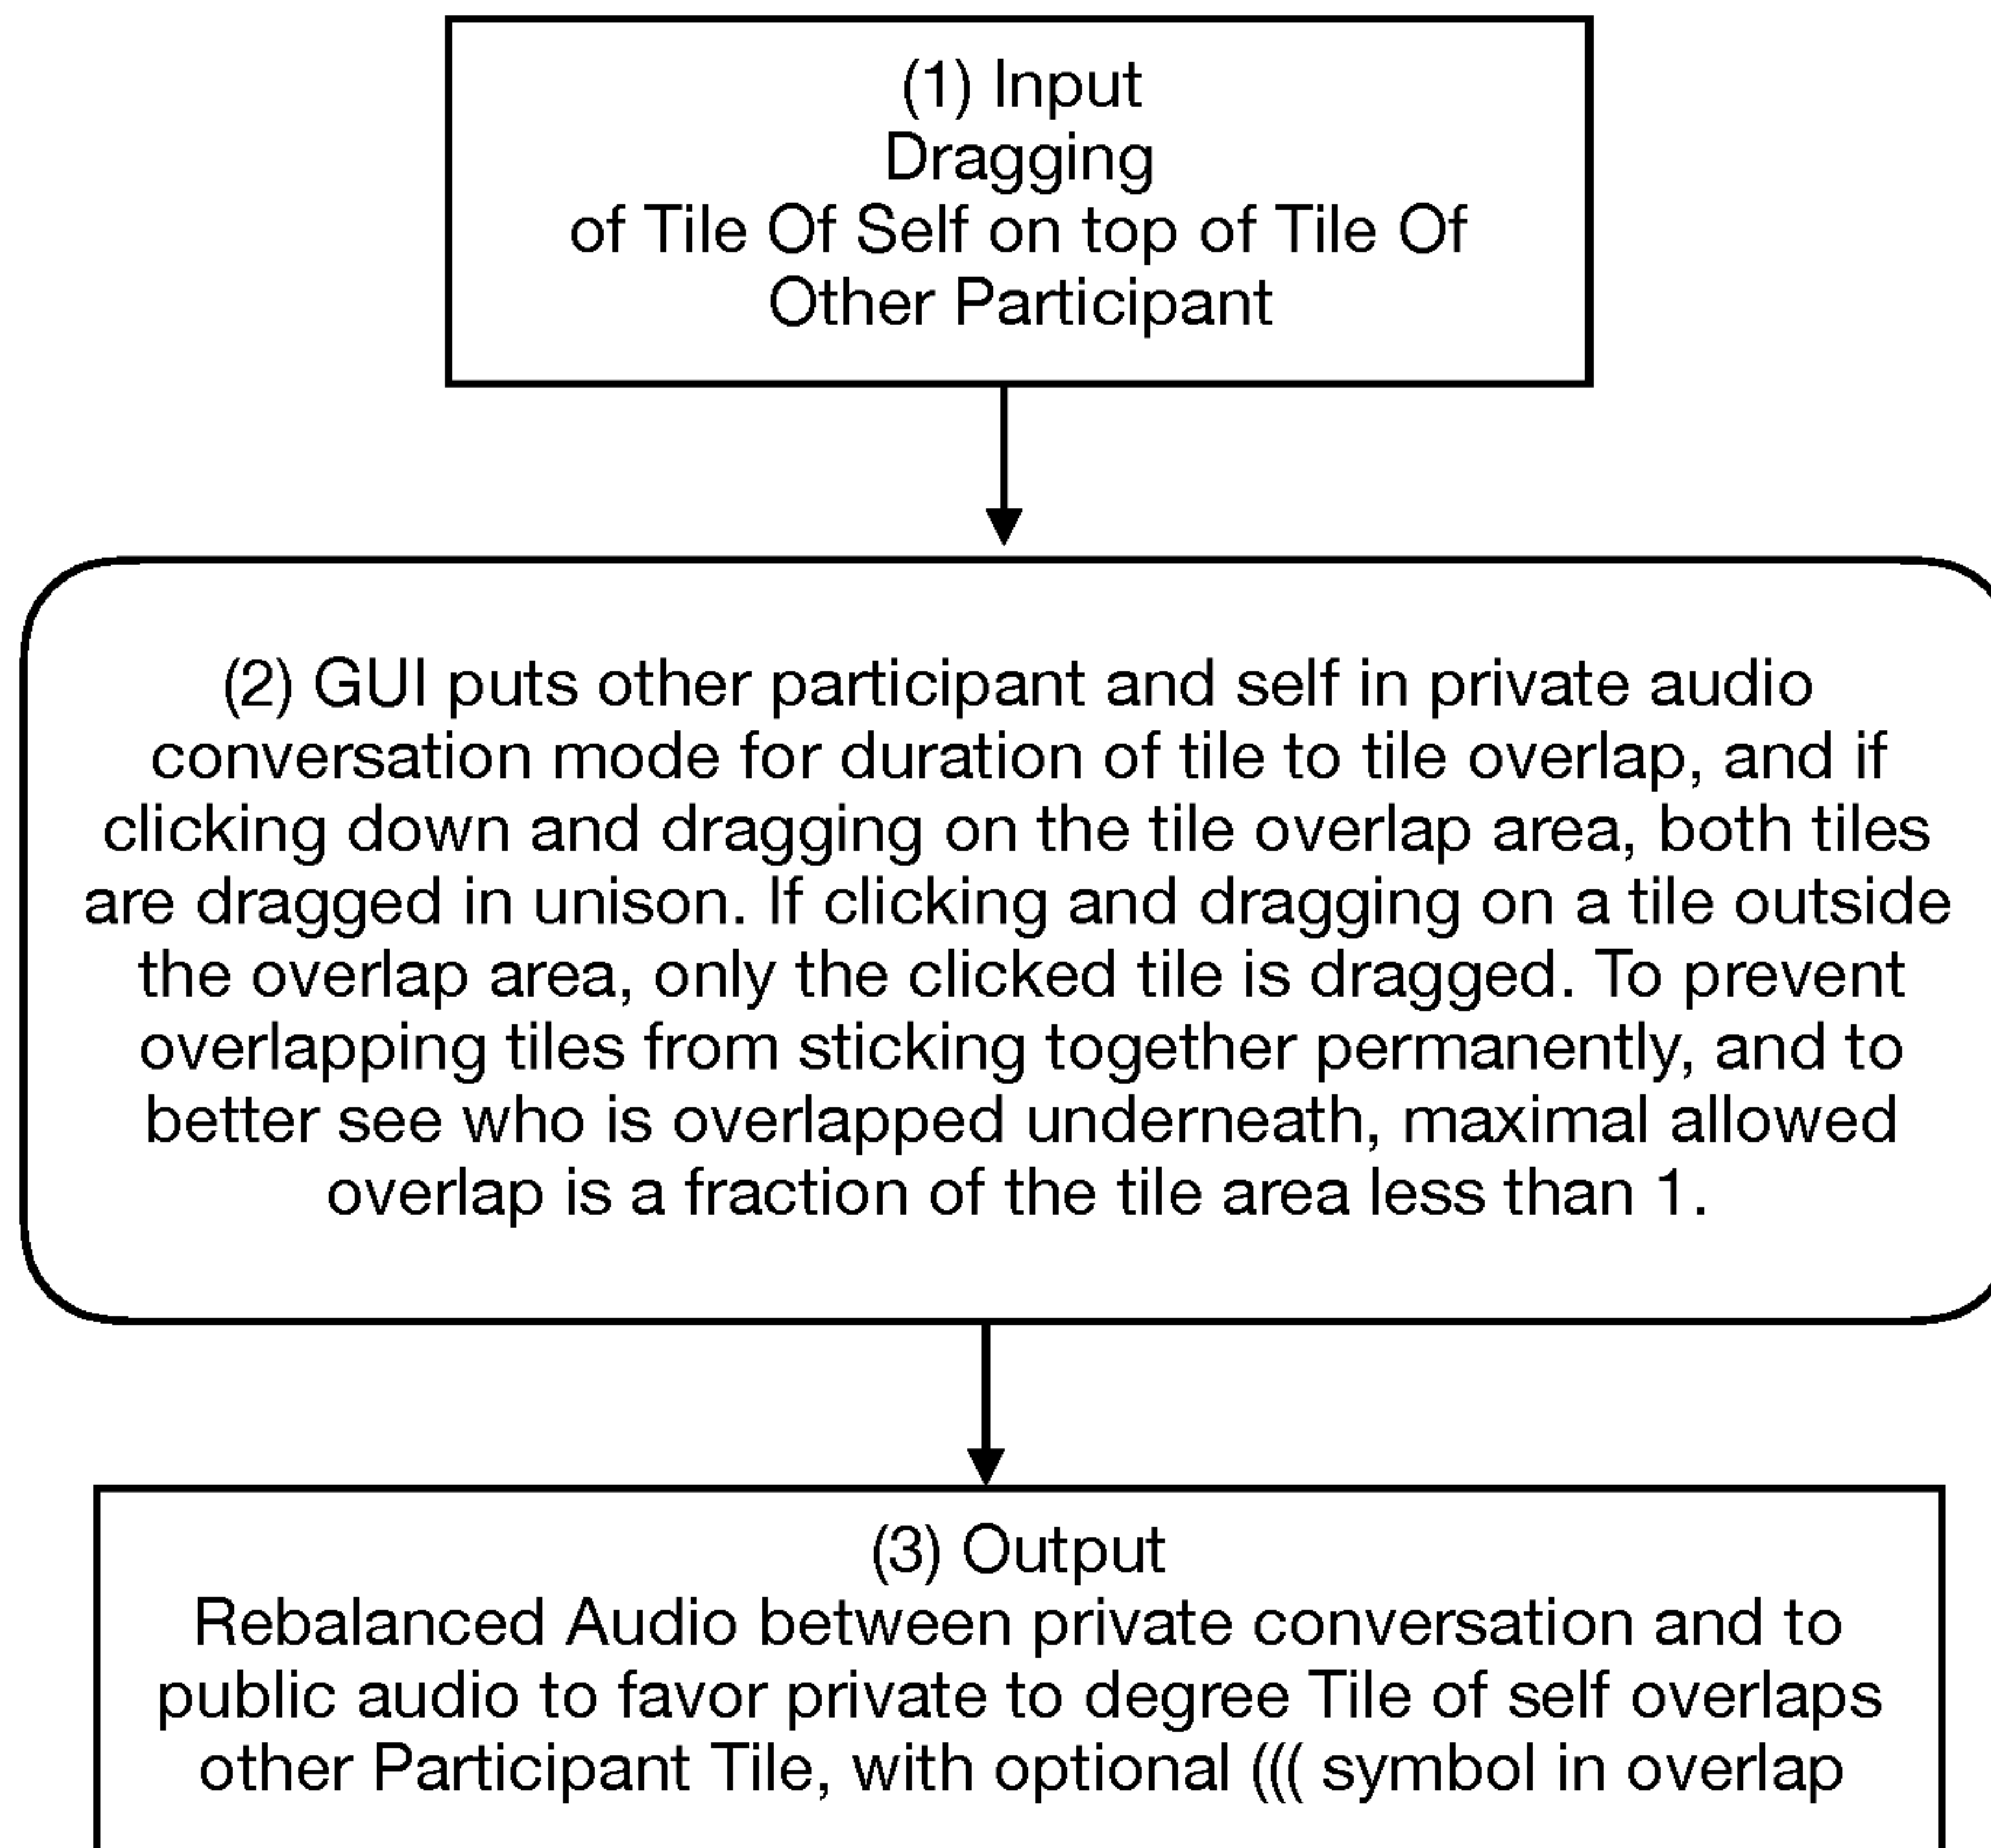 (1) Input
Dragging
of Tile Of Self on top of Tile Of
Other Participant
(2) GUI puts other participant and self in private audio
conversation mode for duration of tile to tile overlap, and if
clicking down and dragging on the tile overlap area, both tiles
are dragged in unison. If clicking and dragging on a tile outside
the overlap area, only the clicked tile is dragged. To prevent
overlapping tiles from sticking together permanently, and to
better see who is overlapped underneath, maximal allowed
overlap is a fraction of the tile area less than 1.
(3) Output
Rebalanced Audio between private conversation and to
public audio to favor private to degree Tile of self overlaps
other Participant Tile, with optional ((( symbol in overlap